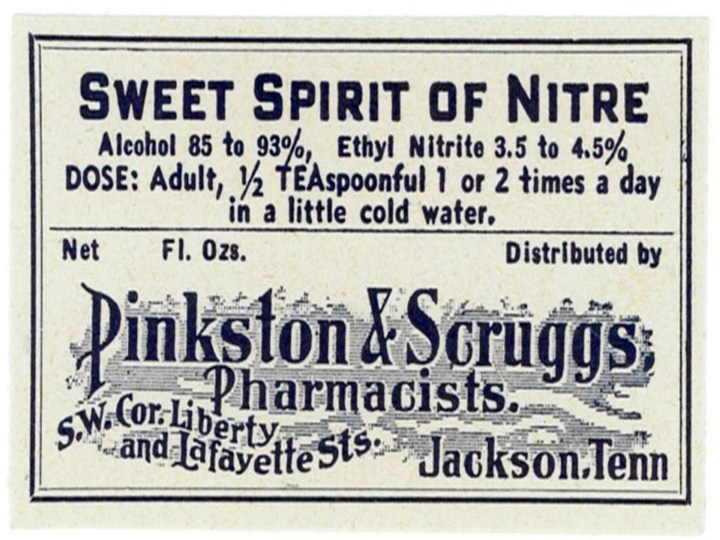 SWEET SPIRIT OF NITRE
Alcohol 85 to 93%, Ethyl Nitrite 3.5 to 4.5%
DOSE: Adult, ½ TEAspoonful 1 or 2 times a day
in a little cold water.
Net Fl. Ozs. Distributed by
Pinkston & Scruggs,
Pharmacists.
S.W. Cor. Liberty
and Lafayette Sts.
Jackson, Tenn